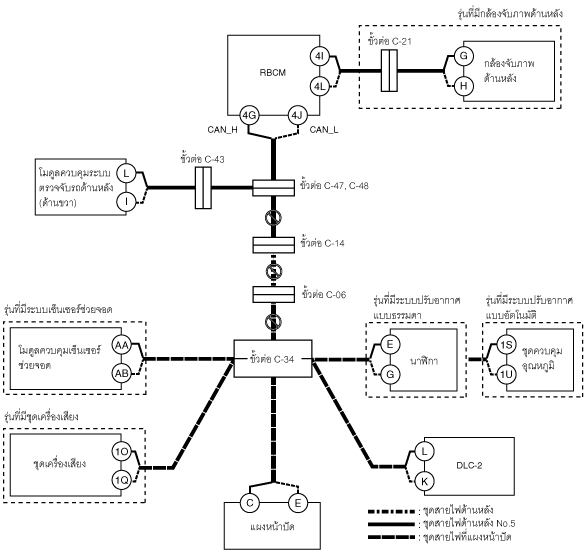 รุ่นที่มีกล้องจับภาพด้านหลัง
ขั้วต่อ C-21
RBCM
4I
4L
G
H
กล้องจับภาพ
ด้านหลัง
4G
4J
CAN_H
CAN_L
ขั้วต่อ C-43
โมดูลควบคุมระบบ
ตรวจจับรถด้านหลัง
(ด้านขวา)
L
I
ขั้วต่อ C-47, C-48
ขั้วต่อ C-14
ขั้วต่อ C-06
รุ่นที่มีระบบเซ็นเซอร์ช่วยจอด
โมดูลควบคุมเซ็นเซอร์
ช่วยจอด
AA
AB
ขั้วต่อ C-34
รุ่นที่มีระบบปรับอากาศ
แบบธรรมดา
E
G
นาฬิกา
รุ่นที่มีระบบปรับอากาศ
แบบอัตโนมัติ
1S
1U
ชุดควบคุม
อุณหภูมิ
รุ่นที่มีชุดเครื่องเสียง
ชุดเครื่องเสียง
1O
1Q
L
K
DLC-2
C
E
แผงหน้าปัด
: ชุดสายไฟด้านหลัง
: ชุดสายไฟด้านหลัง No.5
: ชุดสายไฟที่แผงหน้าปัด